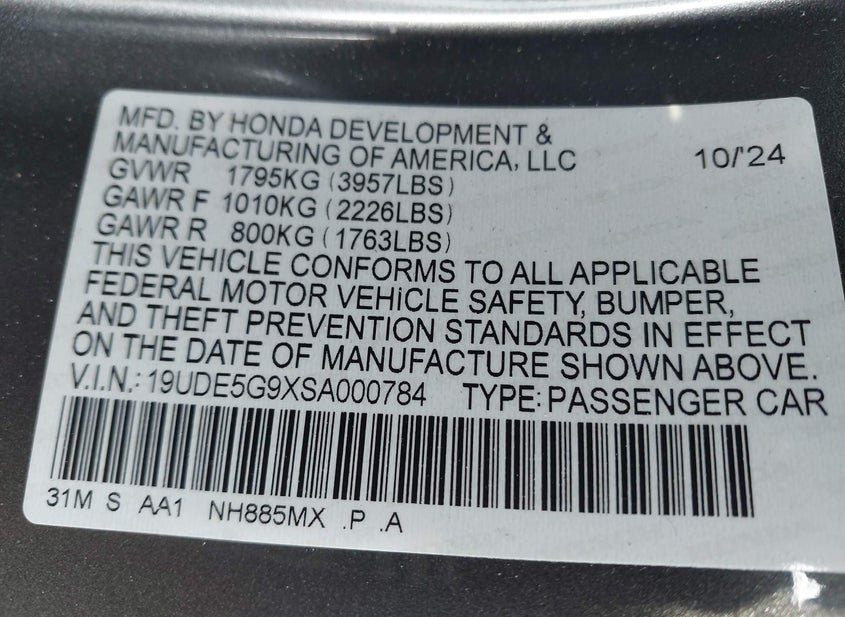 MFD. BY HONDA DEVELOPMENT &
MANUFACTURING OF AMERICA, LLC 10/'24
GVWR 1795KG (3957LBS)
GAWR F 1010KG (2226LBS)
GAWR R 800KG (1763LBS)
THIS VEHICLE CONFORMS TO ALL APPLICABLE
FEDERAL MOTOR VEHiCLE SAFETY, BUMPER,
AND THEFT PREVENTION STANDARDS IN EFFECT
ON THE DATE OF MANUFACTURE SHOWN ABOVE.
V.I.N.: 19UDE5G9XSA000784 TYPE: PASSENGER CAR
31M S AA1 NH885MX .P .A